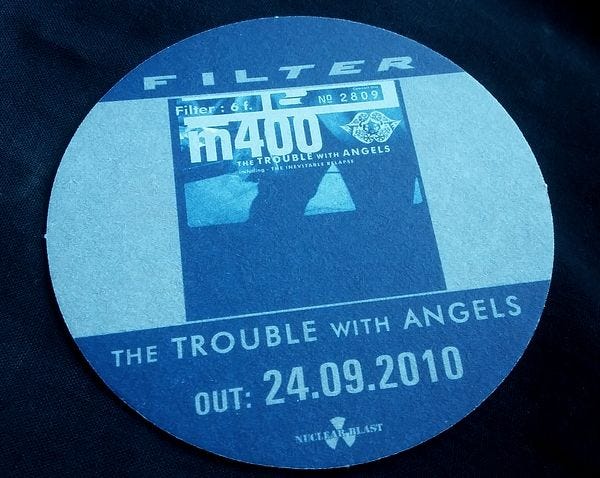 FILTER
Filter : 6 f.
No 2809
m400
THE TROUBLE WITH ANGELS
including - THE INEVITABLE RELAPSE
THE TROUBLE WITH ANGELS
OUT: 24.09.2010
NUCLEAR BLAST